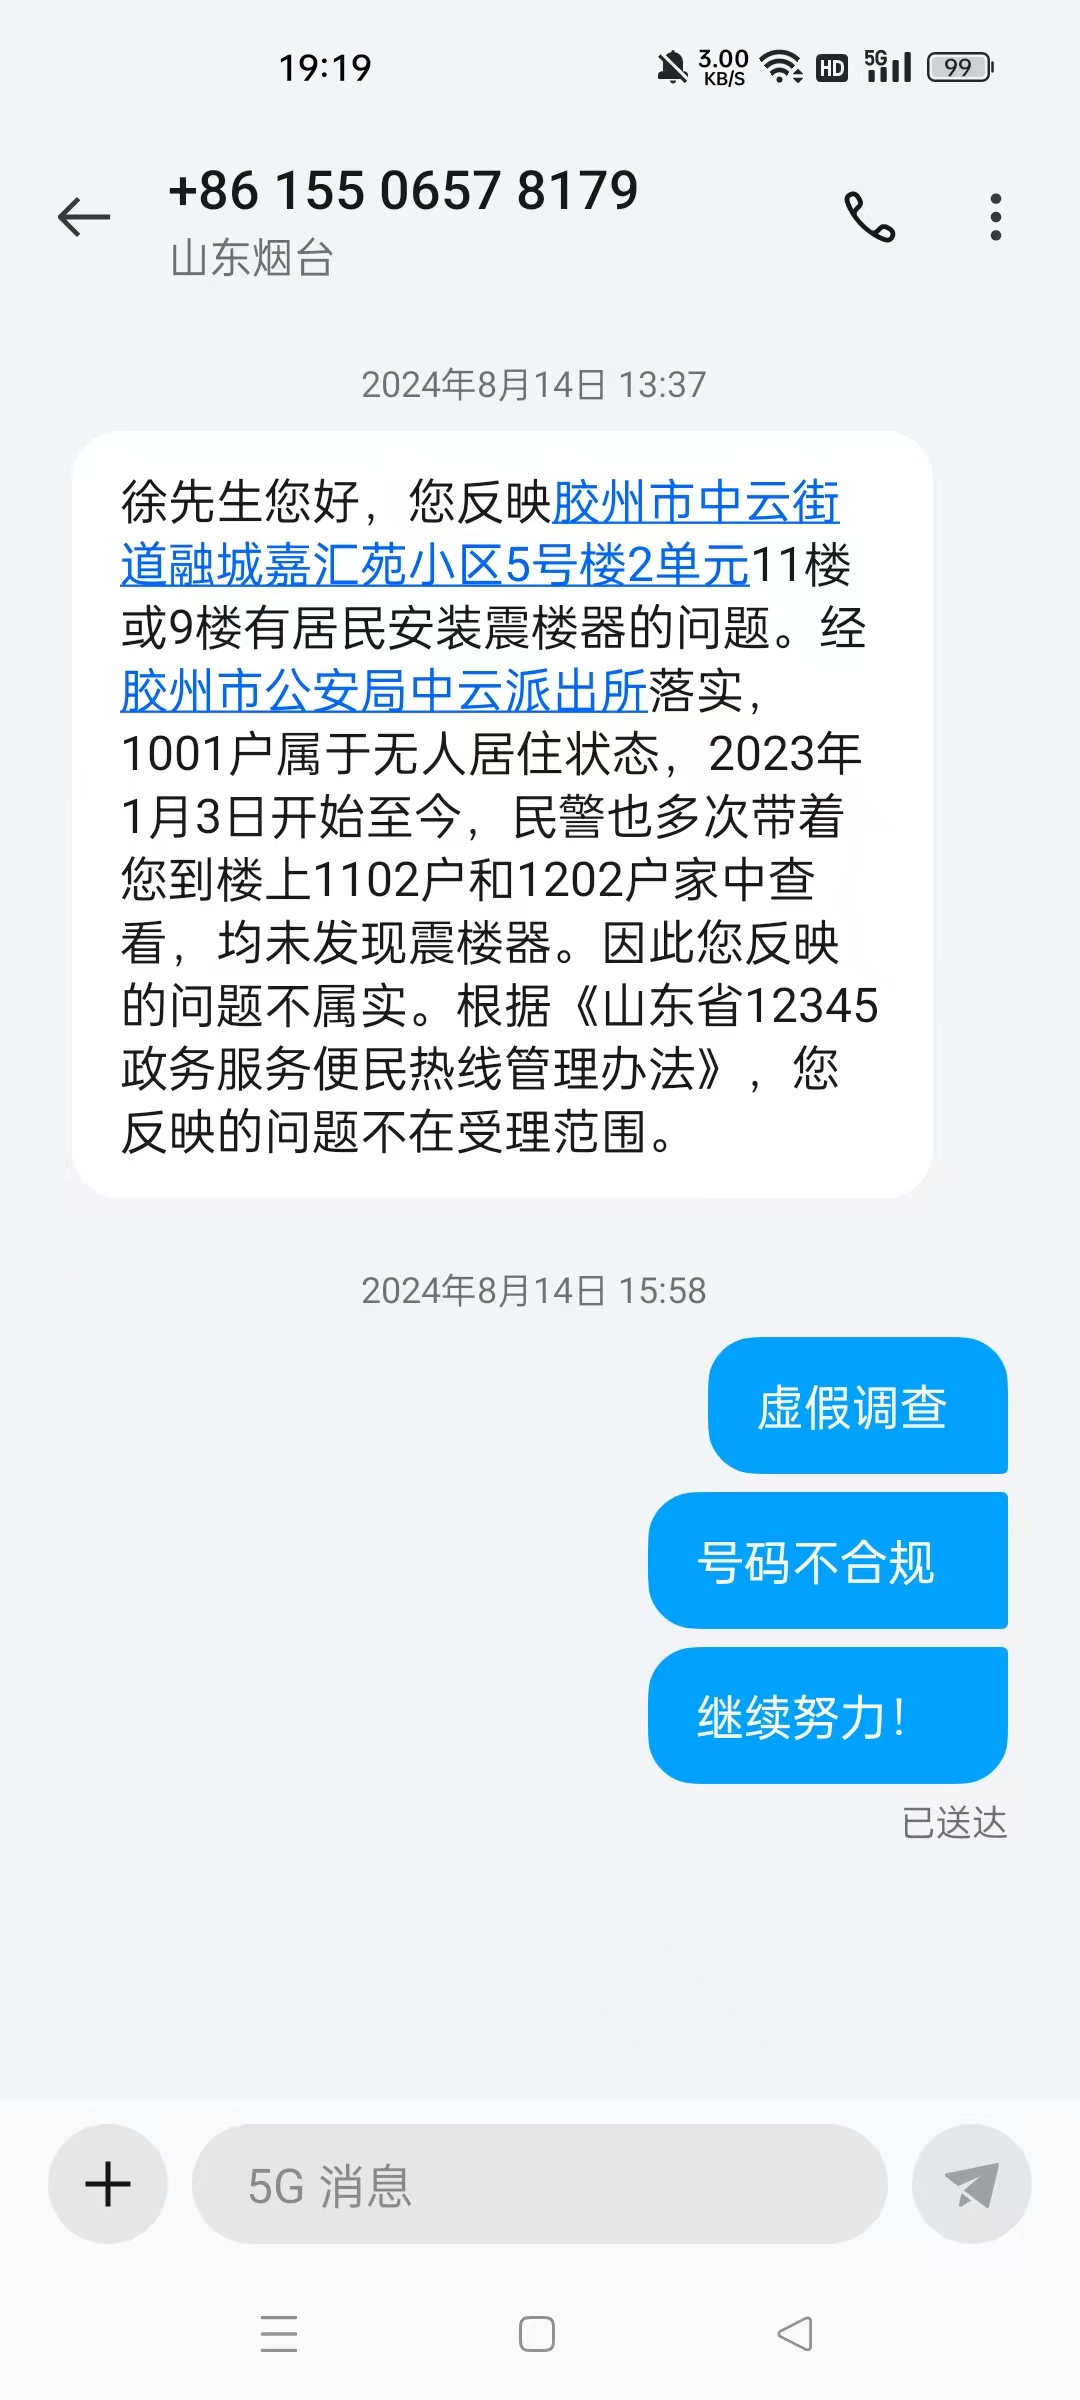 19:19
3.00
KB/S
HD
5G
99
+86 155 0657 8179
山东烟台
2024年8月14日 13:37
徐先生您好，您反映胶州市中云街
道融城嘉汇苑小区5号楼2单元11楼
或9楼有居民安装震楼器的问题。经
胶州市公安局中云派出所落实，
1001户属于无人居住状态，2023年
1月3日开始至今，民警也多次带着
您到楼上1102户和1202户家中查
看，均未发现震楼器。因此您反映
的问题不属实。根据《山东省12345
政务服务便民热线管理办法》，您
反映的问题不在受理范围。
2024年8月14日 15:58
虚假调查
号码不合规
继续努力！
已送达
5G 消息